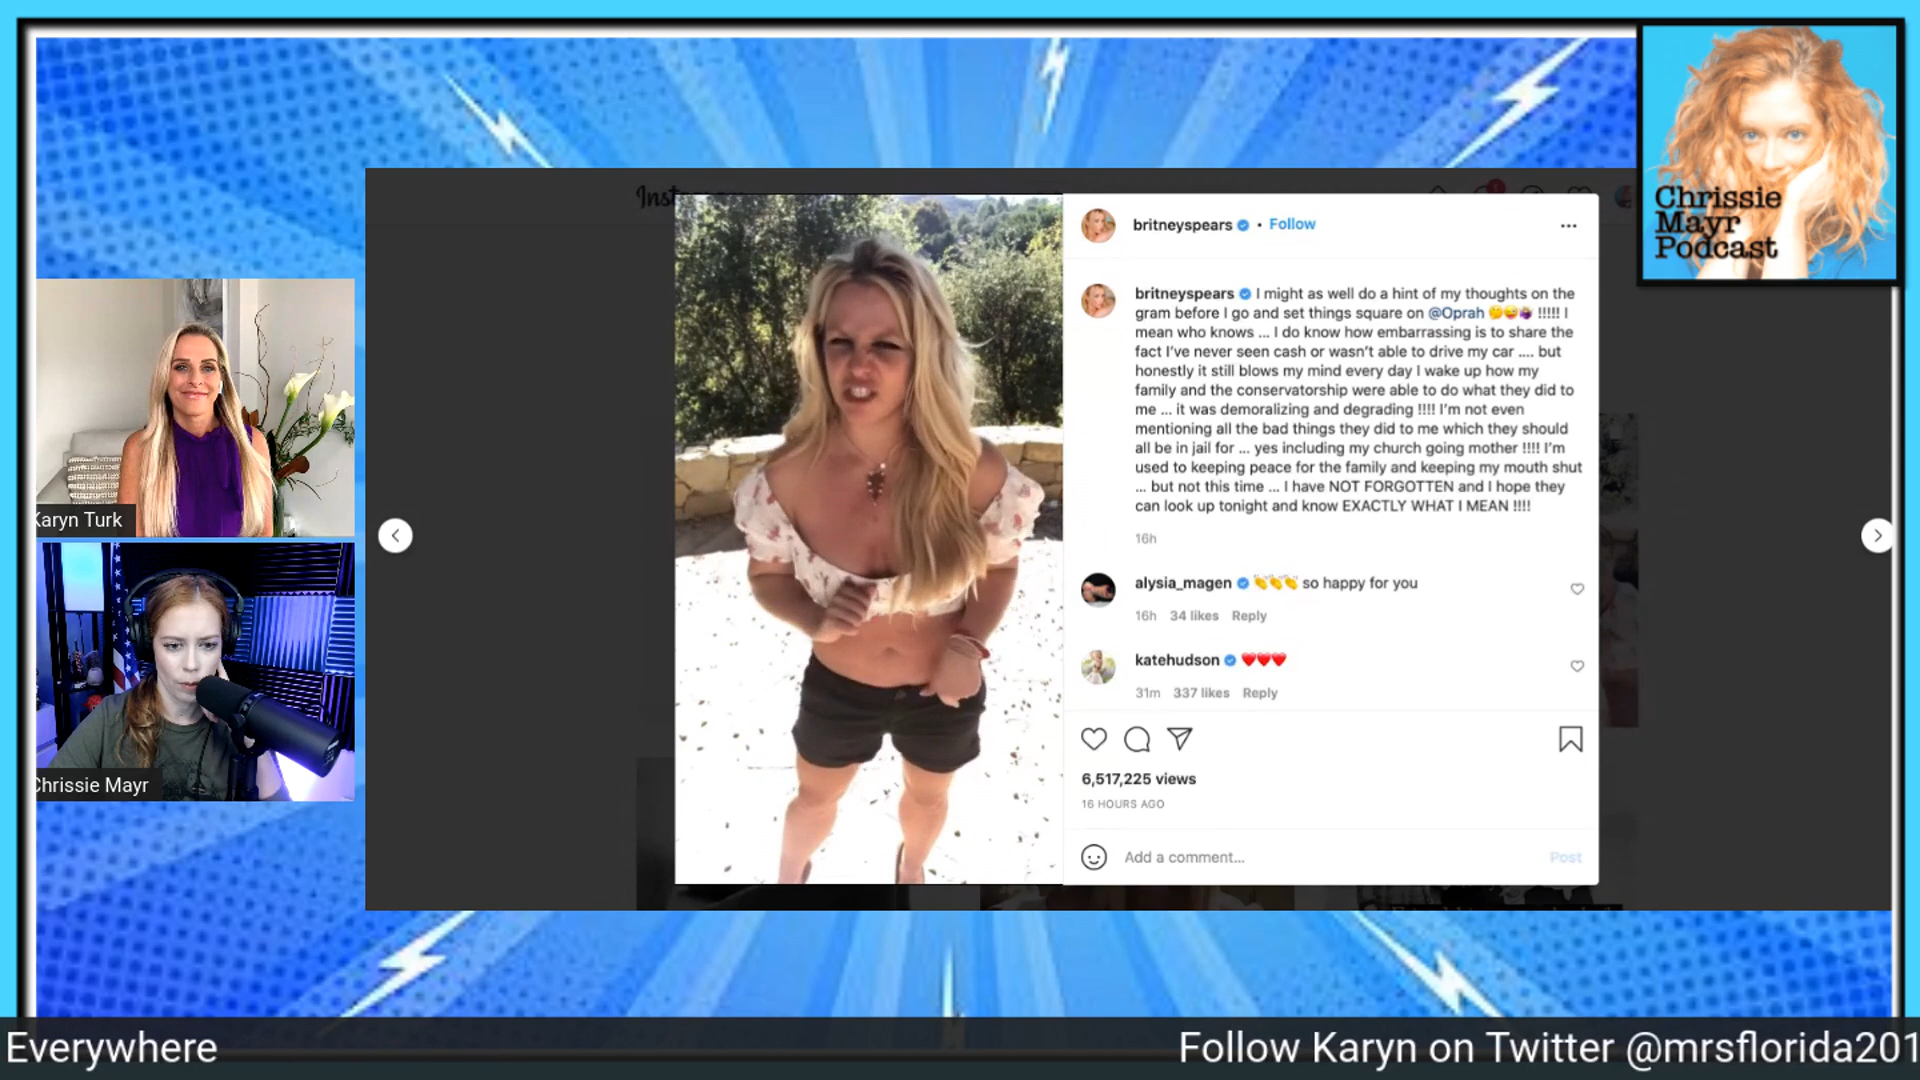 Chrissie
Mayr
Podcast
britneyspears • Follow
britneyspears I might as well do a hint of my thoughts on the
gram before I go and set things square on @Oprah 🤔😜🤷🏽‍♀️ !!!!! I
mean who knows ... I do know how embarrassing is to share the
fact I've never seen cash or wasn't able to drive my car .... but
honestly it still blows my mind every day I wake up how my
family and the conservatorship were able to do what they did to
me ... it was demoralizing and degrading !!!! I'm not even
mentioning all the bad things they did to me which they should
all be in jail for ... yes including my church going mother !!!! I'm
used to keeping peace for the family and keeping my mouth shut
... but not this time ... I have NOT FORGOTTEN and I hope they
can look up tonight and know EXACTLY WHAT I MEAN !!!!
16h
alysia_magen 👏👏👏 so happy for you
16h 34 likes Reply
katehudson ❤️❤️❤️
31m 337 likes Reply
6,517,225 views
16 HOURS AGO
Add a comment... Post
Karyn Turk
Chrissie Mayr
Everywhere
Follow Karyn on Twitter @mrsflorida201